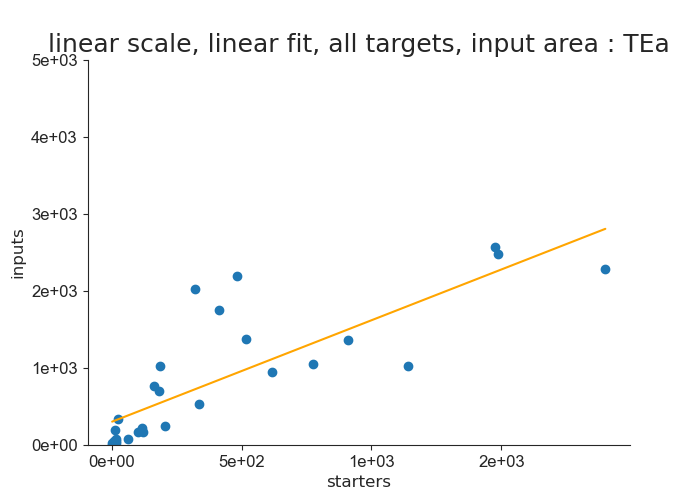 linear scale, linear fit, all targets, input area : TEa
5e+03
4e+03
3e+03
2e+03
1e+03
0e+00
inputs
0e+00 5e+02 1e+03 2e+03
starters